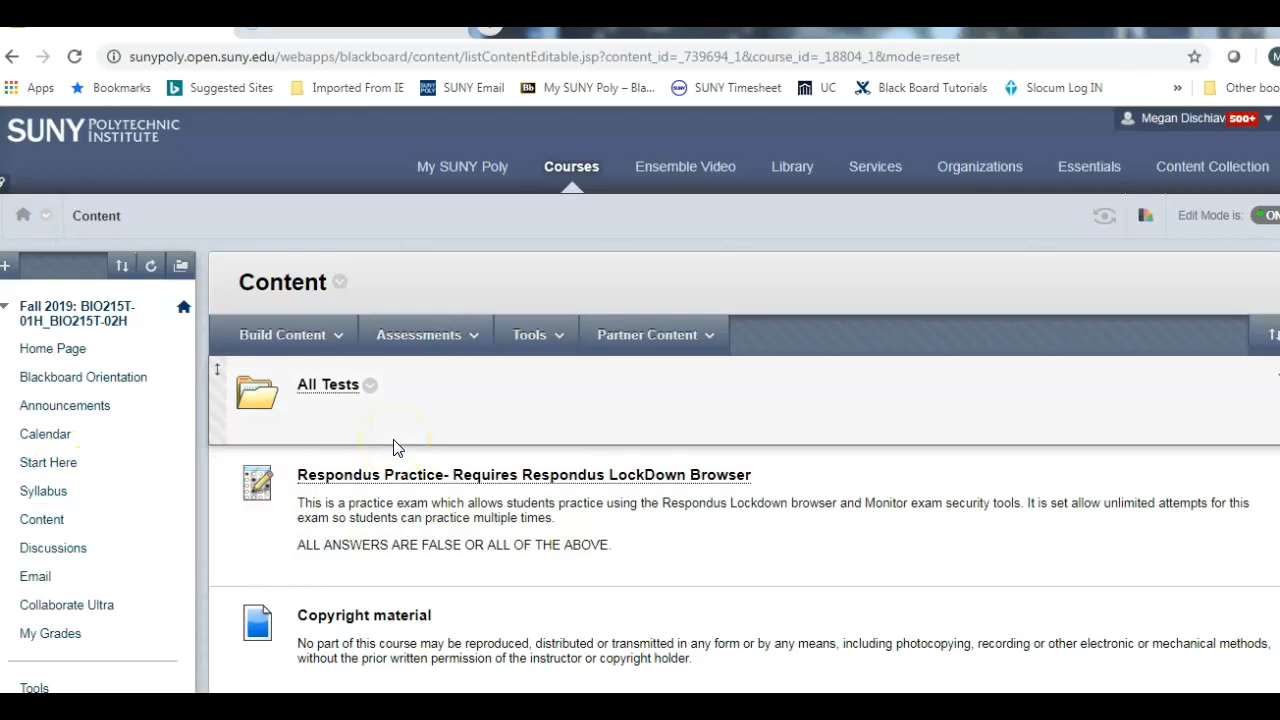 sunypoly.open.suny.edu/webapps/blackboard/content/listContentEditable.jsp?content_id=_739694_1&course_id=_18804_1&mode=reset
Apps Bookmarks Suggested Sites Imported From IE SUNY Email My SUNY Poly – Bla... SUNY Timesheet UC Black Board Tutorials Slocum Log IN » Other boo
SUNY POLYTECHNIC
INSTITUTE
Megan Dischiav 500+
My SUNY Poly Courses Ensemble Video Library Services Organizations Essentials Content Collection
Content
Edit Mode is: ON
Fall 2019: BIO215T-
01H_BIO215T-02H
Home Page
Blackboard Orientation
Announcements
Calendar
Start Here
Syllabus
Content
Discussions
Email
Collaborate Ultra
My Grades
Tools
Content
Build Content Assessments Tools Partner Content
All Tests
Respondus Practice- Requires Respondus LockDown Browser
This is a practice exam which allows students practice using the Respondus Lockdown browser and Monitor exam security tools. It is set allow unlimited attempts for this
exam so students can practice multiple times.
ALL ANSWERS ARE FALSE OR ALL OF THE ABOVE.
Copyright material
No part of this course may be reproduced, distributed or transmitted in any form or by any means, including photocopying, recording or other electronic or mechanical methods,
without the prior written permission of the instructor or copyright holder.